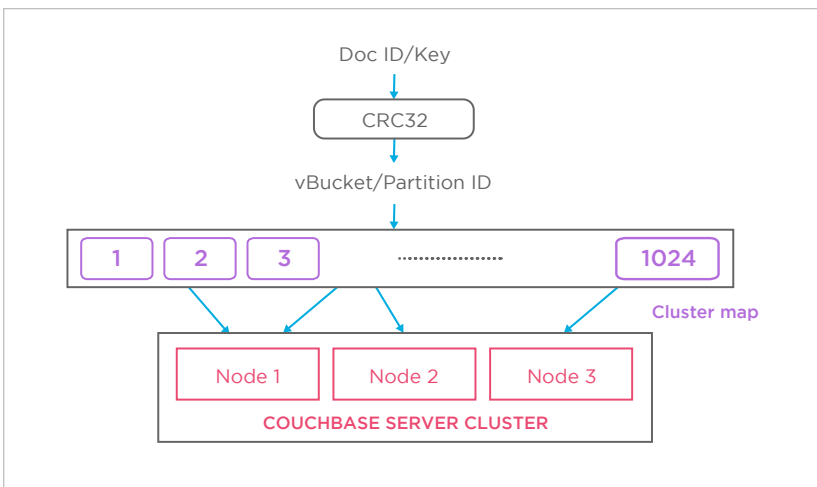 Doc ID/Key
CRC32
vBucket/Partition ID
1 2 3 ................... 1024
Cluster map
Node 1 Node 2 Node 3
COUCHBASE SERVER CLUSTER